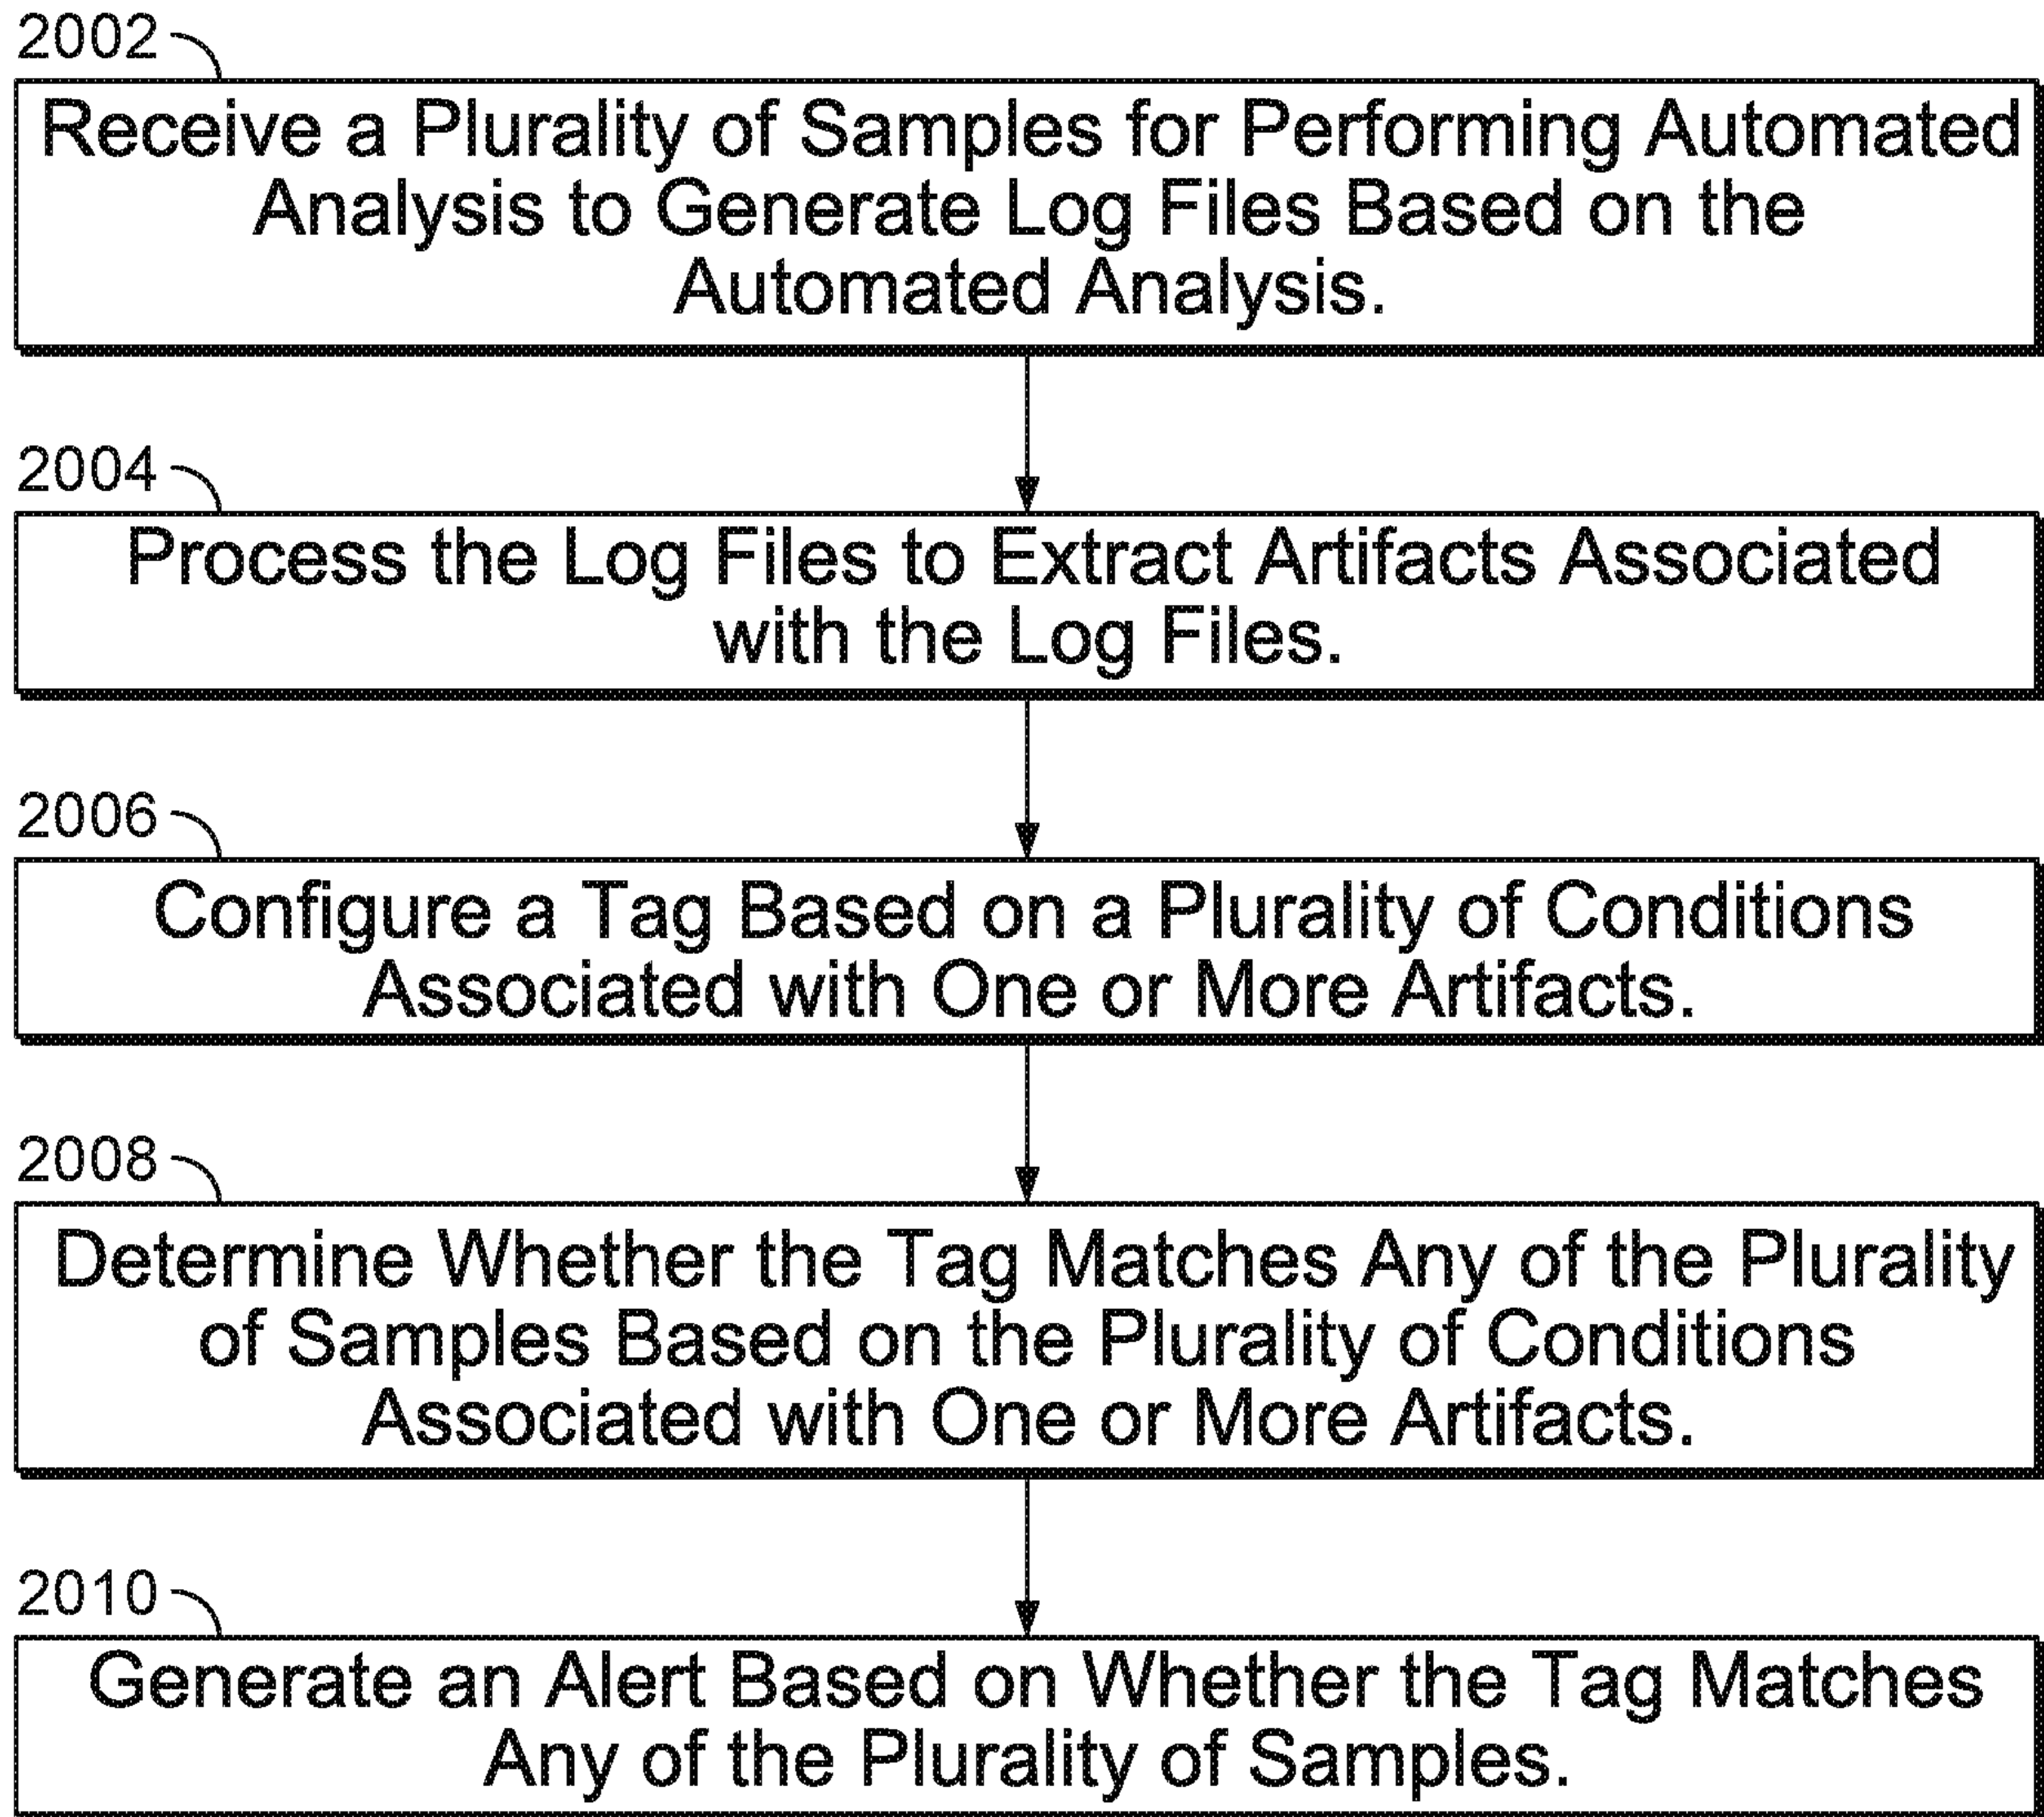 2002
Receive a Plurality of Samples for Performing Automated
Analysis to Generate Log Files Based on the
Automated Analysis.
2004
Process the Log Files to Extract Artifacts Associated
with the Log Files.
2006
Configure a Tag Based on a Plurality of Conditions
Associated with One or More Artifacts.
2008
Determine Whether the Tag Matches Any of the Plurality
of Samples Based on the Plurality of Conditions
Associated with One or More Artifacts.
2010
Generate an Alert Based on Whether the Tag Matches
Any of the Plurality of Samples.